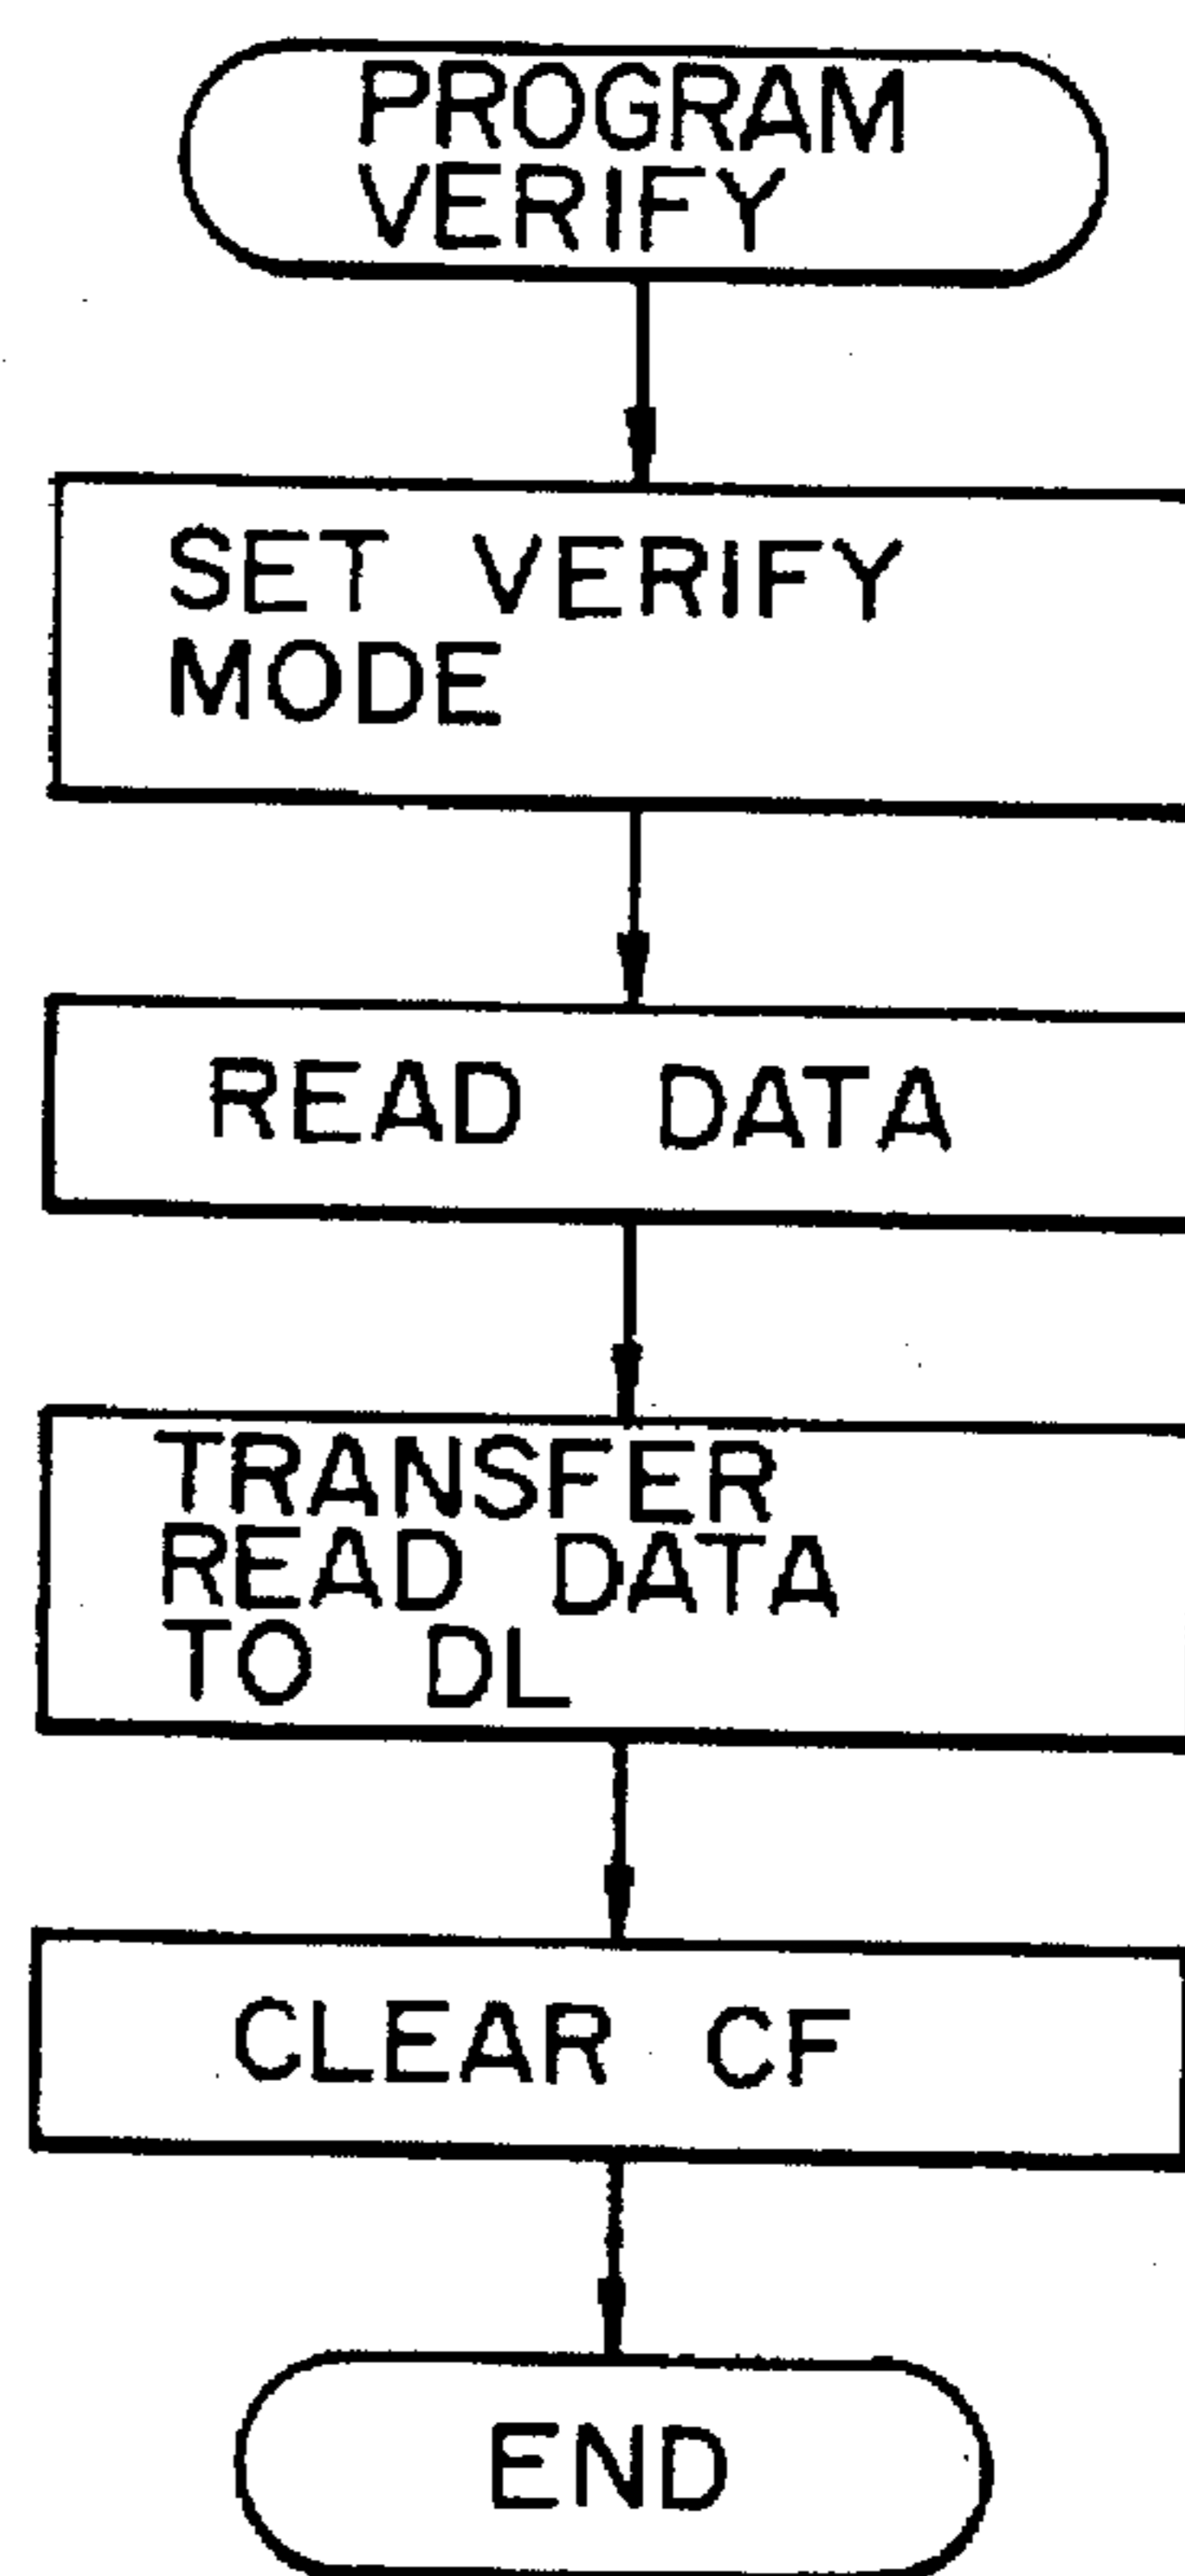 PROGRAM
VERIFY
SET VERIFY
MODE
READ DATA
TRANSFER
READ DATA
TO DL
CLEAR CF
END